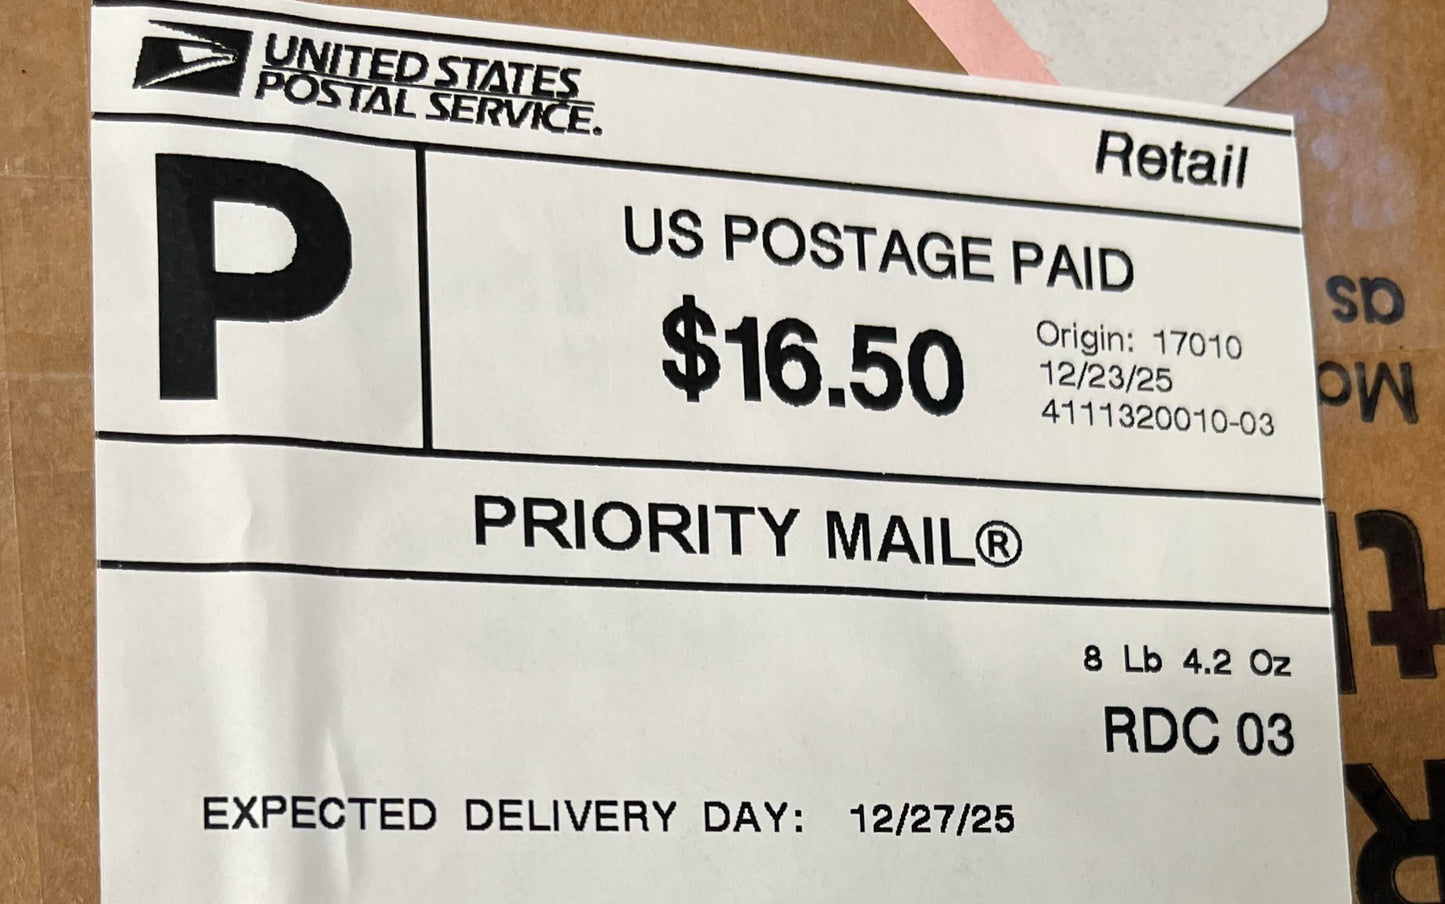 UNITED STATES
POSTAL SERVICE.
Retail
P
US POSTAGE PAID
$16.50
Origin: 17010
12/23/25
4111320010-03
PRIORITY MAIL®
8 Lb 4.2 Oz
RDC 03
EXPECTED DELIVERY DAY: 12/27/25